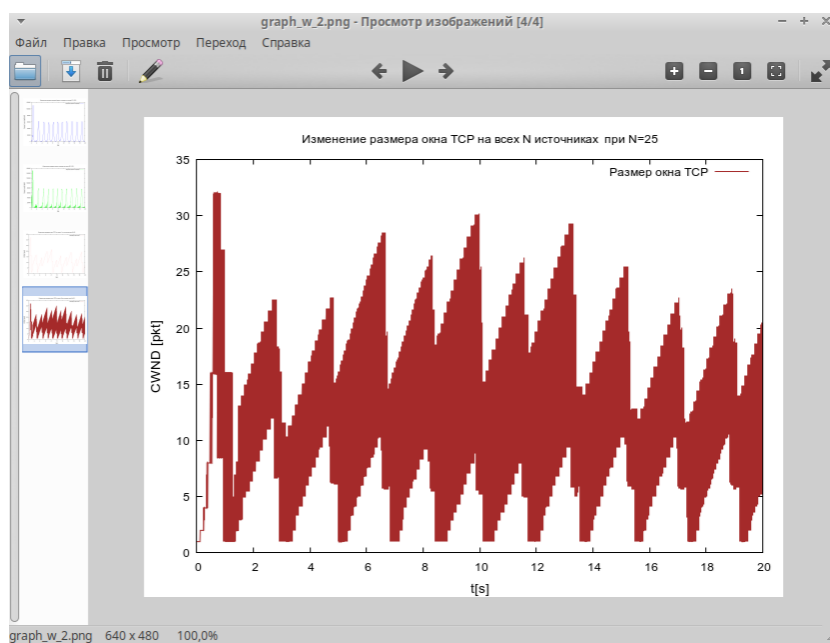 graph_w_2.png - Просмотр изображений [4/4]
Файл Правка Просмотр Переход Справка
1
Изменение размера окна TCP на всех N источниках  при N=25
Размер окна TCP
CWND [pkt]
35
30
25
20
15
10
5
0
0 2 4 6 8 10 12 14 16 18 20
t[s]
graph_w_2.png 640 x 480 100,0%